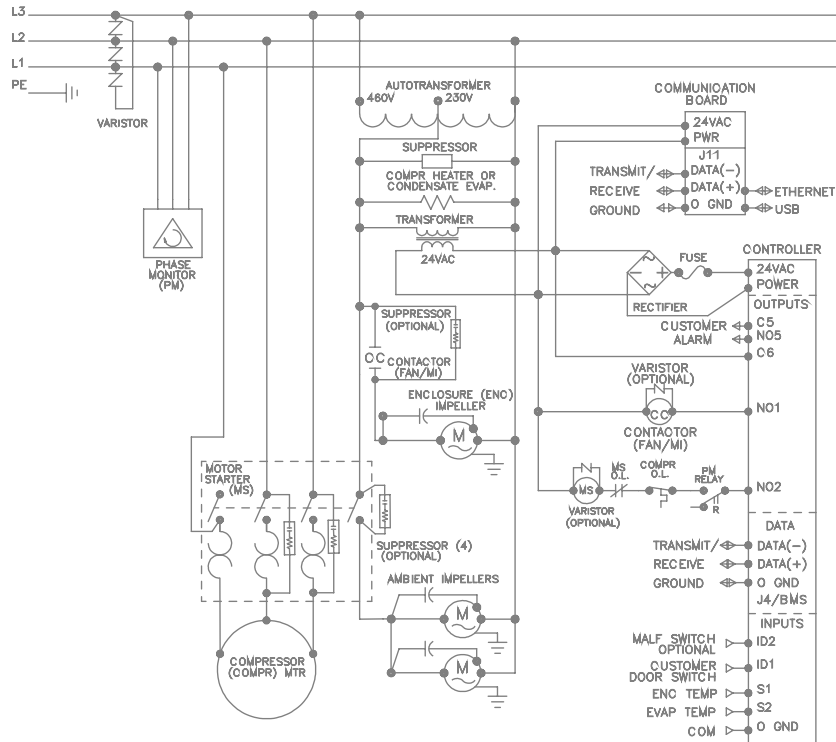 L3
L2
L1
PE
VARISTOR
AUTOTRANSFORMER
460V
230V
SUPPRESSOR
COMPR HEATER OR
CONDENSATE EVAP.
TRANSFORMER
24VAC
COMMUNICATION
BOARD
24VAC
PWR
J11
TRANSMIT/
DATA(-)
RECEIVE
DATA(+)
GROUND
0 GND
ETHERNET
USB
PHASE
MONITOR
(PM)
RECTIFIER
FUSE
CONTROLLER
24VAC
POWER
OUTPUTS
CUSTOMER
ALARM
C5
NO5
C6
SUPPRESSOR
(OPTIONAL)
CC
CONTACTOR
(FAN/MI)
ENCLOSURE (ENC)
IMPELLER
M
VARISTOR
(OPTIONAL)
CC
CONTACTOR
(FAN/MI)
NO1
MOTOR
STARTER
(MS)
MS
VARISTOR
(OPTIONAL)
MS
O.L.
COMPR
O.L.
PM
RELAY
R
NO2
SUPPRESSOR (4)
(OPTIONAL)
AMBIENT IMPELLERS
M
M
COMPRESSOR
(COMPR) MTR
DATA
TRANSMIT/
DATA(-)
RECEIVE
DATA(+)
GROUND
0 GND
J4/BMS
INPUTS
MALF SWITCH
OPTIONAL
ID2
CUSTOMER
DOOR SWITCH
ID1
ENC TEMP
S1
EVAP TEMP
S2
COM
0 GND